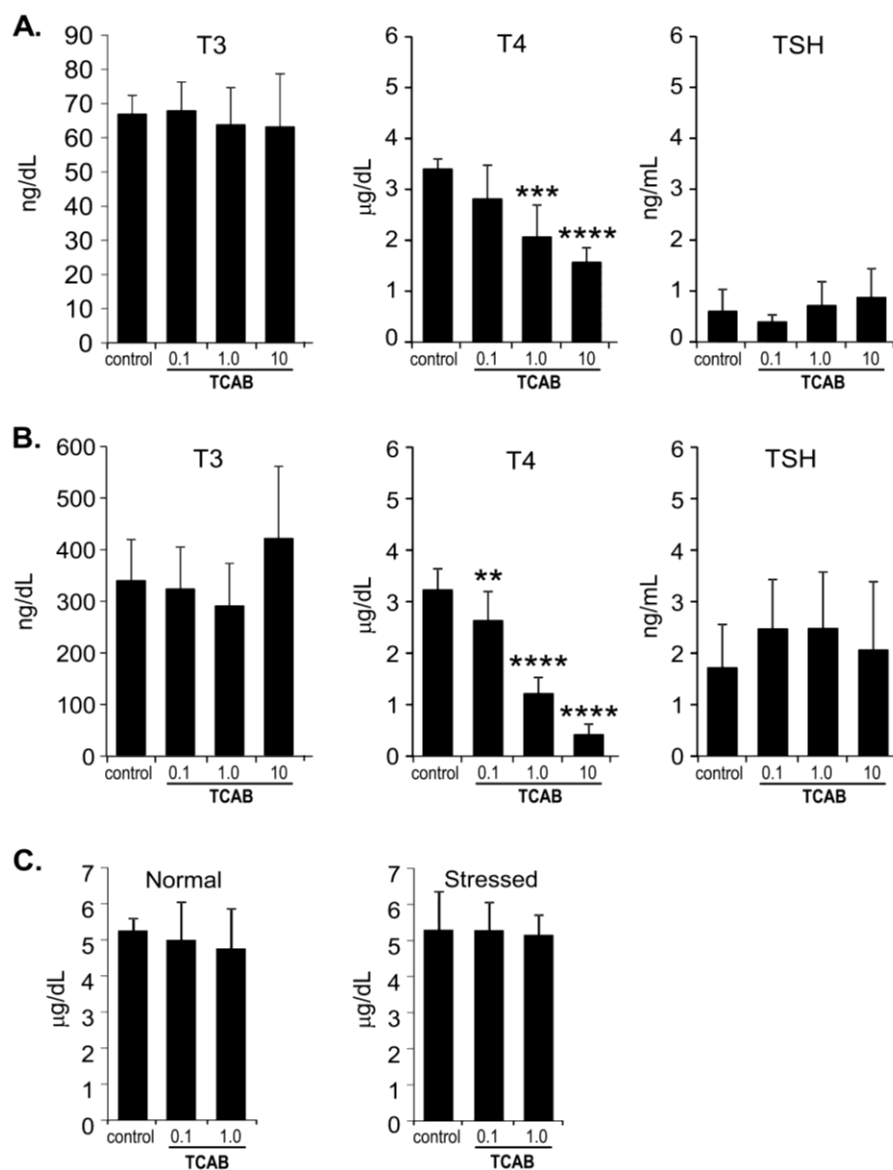 A.
T3
90
80
70
60
50
40
30
20
10
0
ng/dL
control 0.1 1.0 10
TCAB
T4
6
5
4
3
2
1
0
µg/dL
***
****
control 0.1 1.0 10
TCAB
TSH
6
5
4
3
2
1
0
ng/mL
control 0.1 1.0 10
TCAB
B.
T3
600
500
400
300
200
100
0
ng/dL
control 0.1 1.0 10
TCAB
T4
6
5
4
3
2
1
0
µg/dL
**
****
****
control 0.1 1.0 10
TCAB
TSH
6
5
4
3
2
1
0
ng/mL
control 0.1 1.0 10
TCAB
C.
Normal
7
6
5
4
3
2
1
0
µg/dL
control 0.1 1.0
TCAB
Stressed
7
6
5
4
3
2
1
0
µg/dL
control 0.1 1.0
TCAB